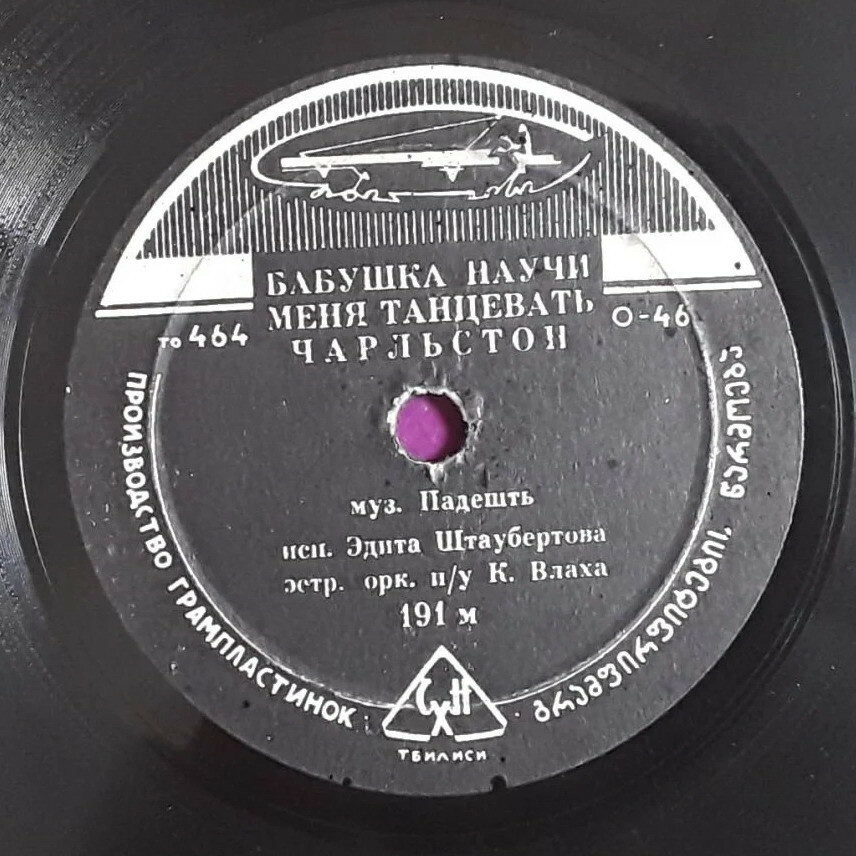 БАБУШКА НАУЧИ
МЕНЯ ТАНЦЕВАТЬ
ЧАРЛЬСТОН
то 464
О-46
муз. Падешть
исп. Эдита Штаубертова
эстр. орк. п/у К. Влаха
191 м
ПРОИЗВОДСТВО ГРАМПЛАСТИНОК
ТБИЛИСИ